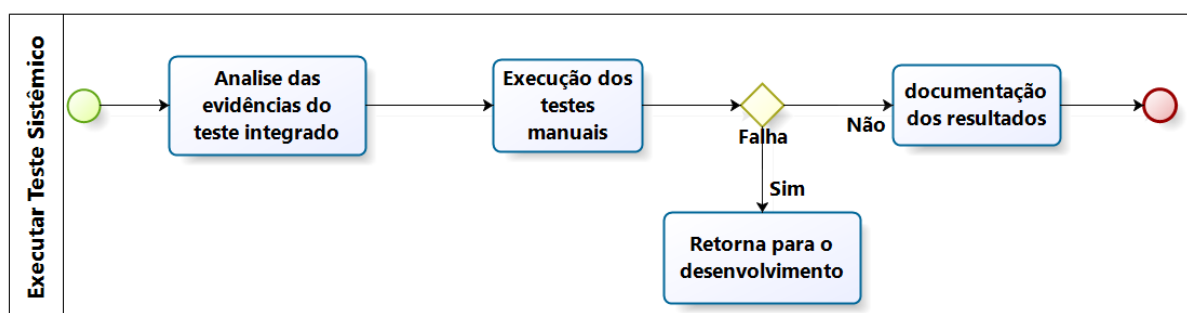 Executar Teste Sistêmico
Analise das
evidências do
teste integrado
Execução dos
testes
manuais
Falha
Não
documentação
dos resultados
Sim
Retorna para o
desenvolvimento